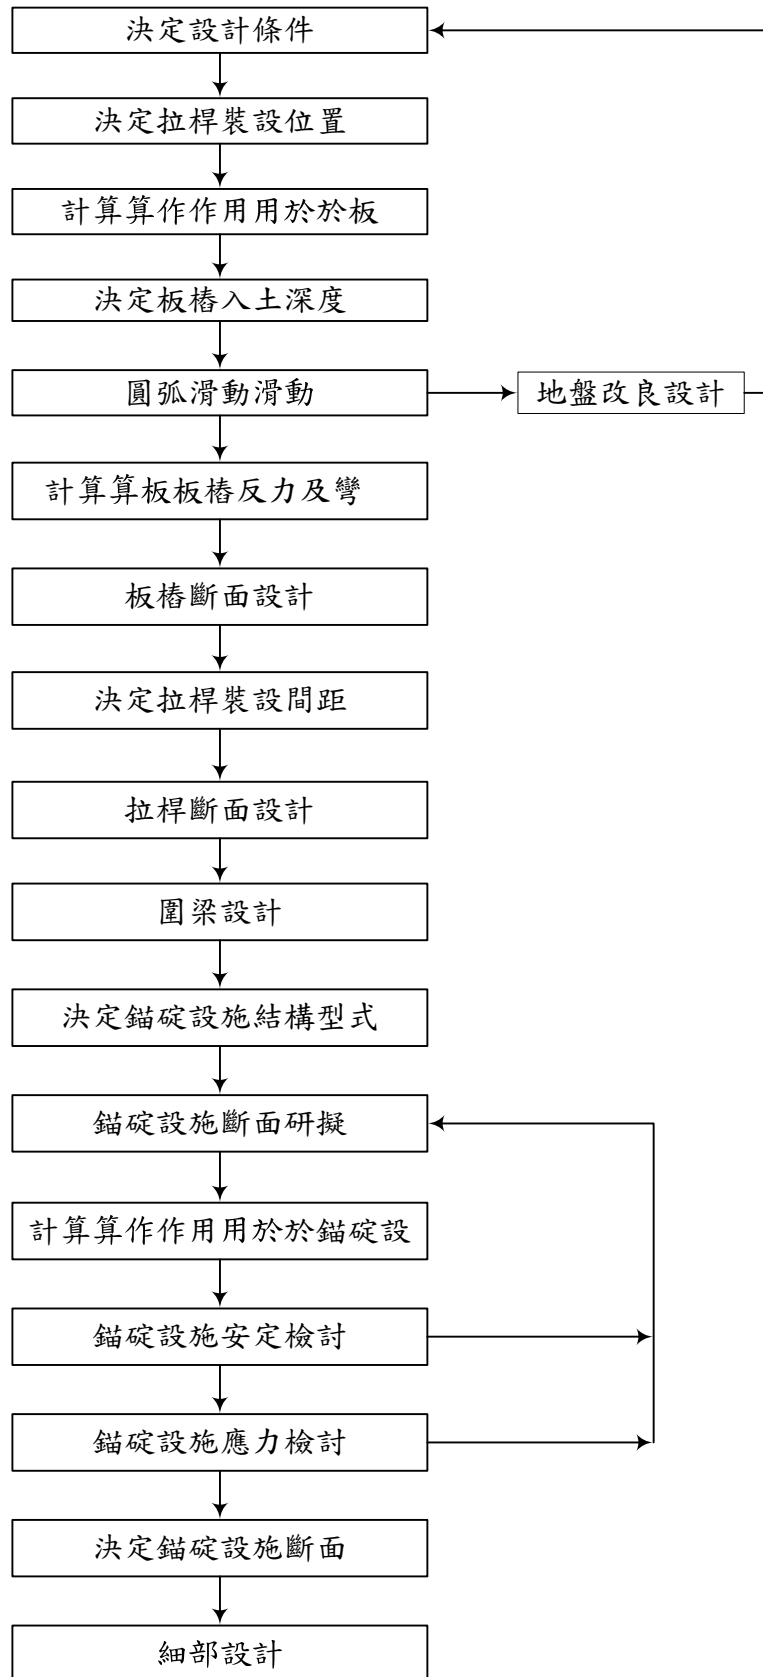 決定設計條件
決定拉桿裝設位置
計算算作作用用於於板
決定板樁入土深度
圓弧滑動滑動
地盤改良設計
計算算板板樁反力及彎
板樁斷面設計
決定拉桿裝設間距
拉桿斷面設計
圍梁設計
決定錨碇設施結構型式
錨碇設施斷面研擬
計算算作作用用於於錨碇設
錨碇設施安定檢討
錨碇設施應力檢討
決定錨碇設施斷面
細部設計